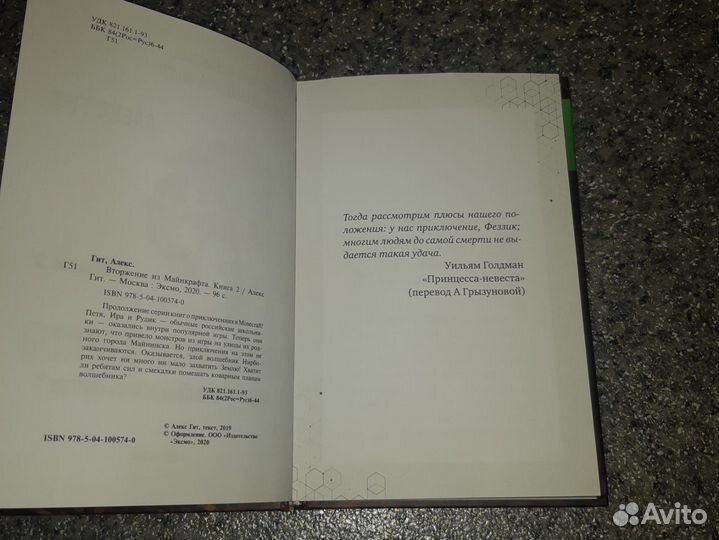 УДК 821.161.1-93
ББК 84(2Рос=Рус)6-44
Г51
Гит, Алекс.
Г51 Вторжение из Майнкрафта. Книга 2 / Алекс
Гит. — Москва : Эксмо, 2020. — 96 с.
ISBN 978-5-04-100574-0
Продолжение серии книг о приключениях в Minecraft!
Петя, Ира и Рудик — обычные российские школьни-
ки — оказались внутри популярной игры. Теперь они
знают, что привело монстров из игры на улицы их род-
ного города Майнинска. Но приключения на этом не
заканчиваются. Оказывается, злой волшебник Нирбо-
рих хочет ни много ни мало захватить Землю! Хватит
ли ребятам сил и смекалки помешать коварным планам
волшебника?
УДК 821.161.1-93
ББК 84(2Рос=Рус)6-44
© Алекс Гит, текст, 2019
© Оформление. ООО «Издательство
«Эксмо», 2020
ISBN 978-5-04-100574-0
Тогда рассмотрим плюсы нашего по-
ложения: у нас приключение, Феззик;
многим людям до самой смерти не вы-
дается такая удача.
Уильям Голдман
«Принцесса-невеста»
(перевод А Грызуновой)
Avito